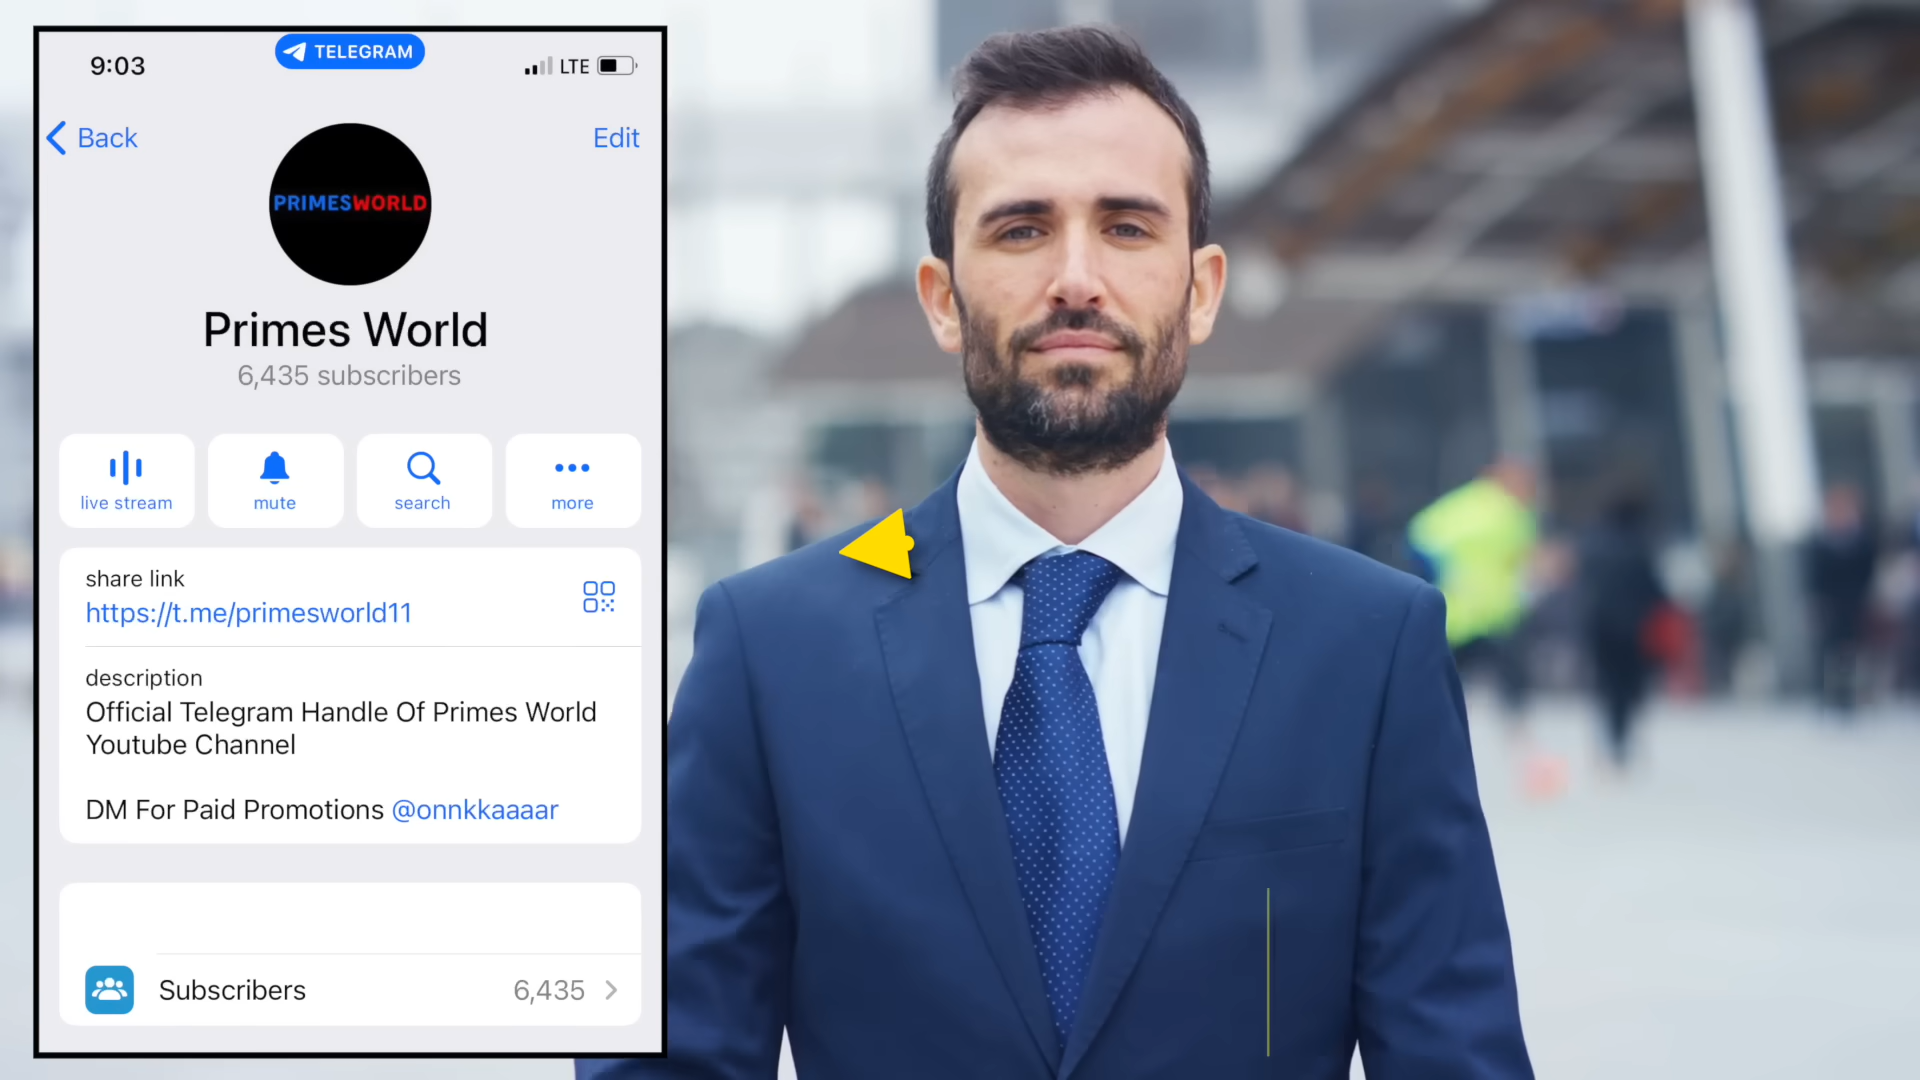 9:03
TELEGRAM
LTE
Back
Edit
PRIMESWORLD
Primes World
6,435 subscribers
live stream
mute
search
more
share link
https://t.me/primesworld11
description
Official Telegram Handle Of Primes World
Youtube Channel
DM For Paid Promotions @onnkkaaaar
Subscribers
6,435